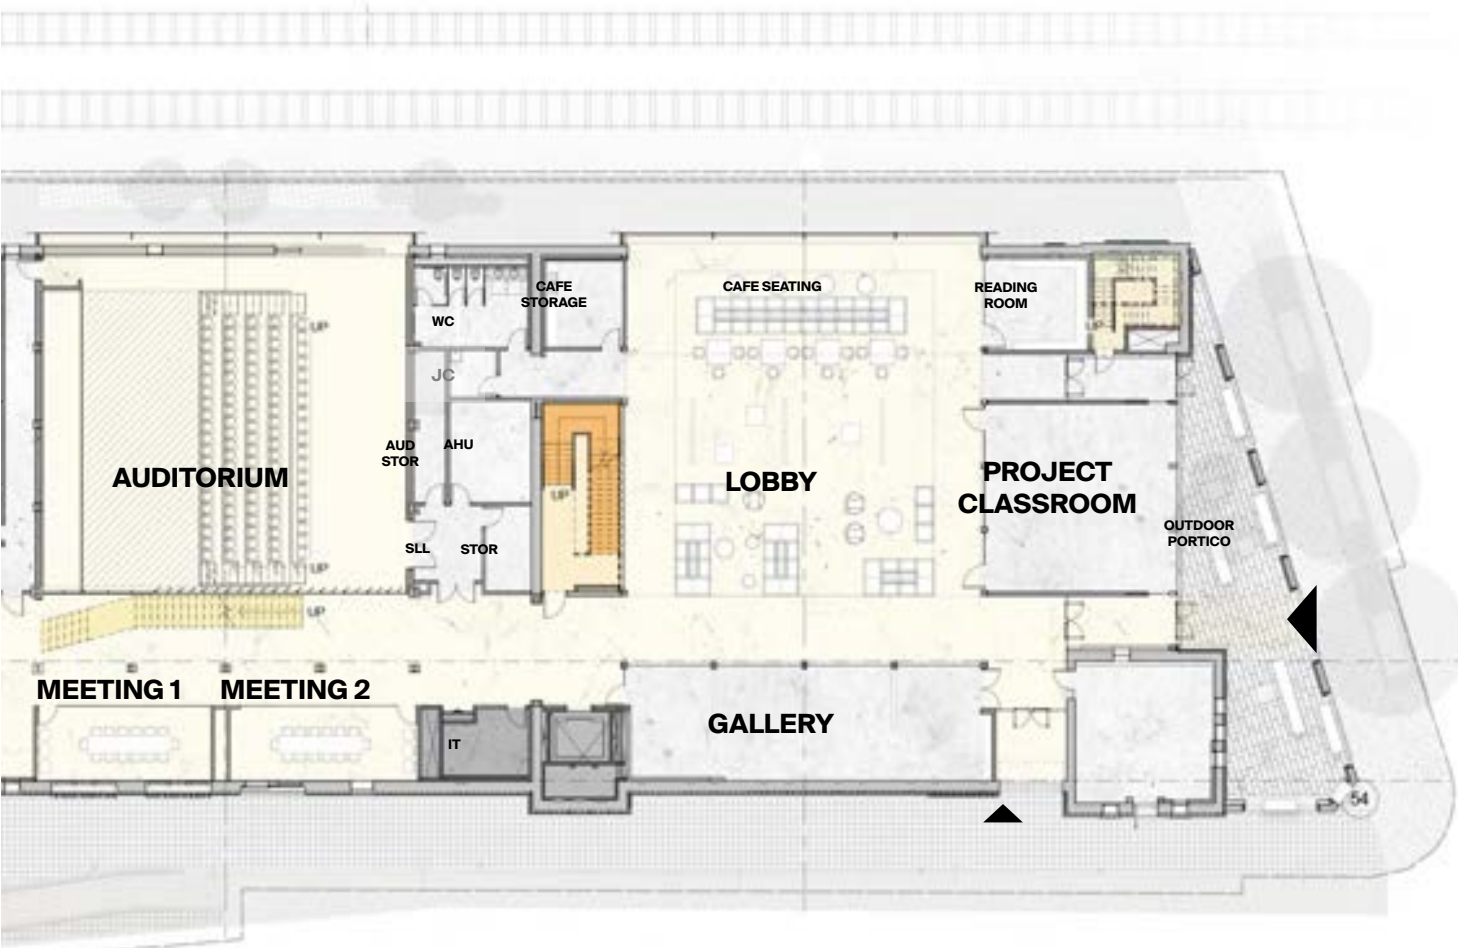 CAFE
STORAGE
CAFE SEATING
READING
ROOM
WC
UP
UP
JC
AUD
STOR
AHU
AUDITORIUM
LOBBY
PROJECT
CLASSROOM
UP
OUTDOOR
PORTICO
SLL
STOR
UP
UP
MEETING 1
MEETING 2
GALLERY
IT
54